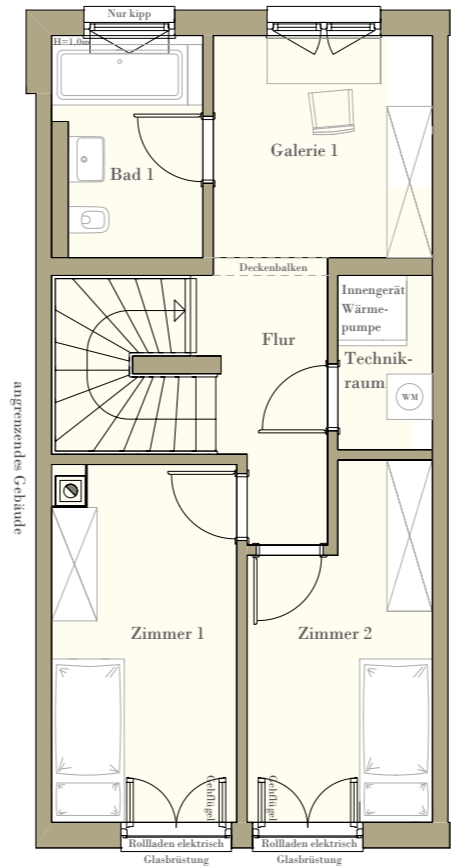 Nur kipp
H=1,0m
Bad 1
Galerie 1
Deckenbalken
Innengerät
Wärme-
pumpe
Flur
Technik-
raum
WM
angrenzendes Gebäude
Zimmer 1
Zimmer 2
Gehflügel
Gehflügel
Rollladen elektrisch
Rollladen elektrisch
Glasbrüstung
Glasbrüstung